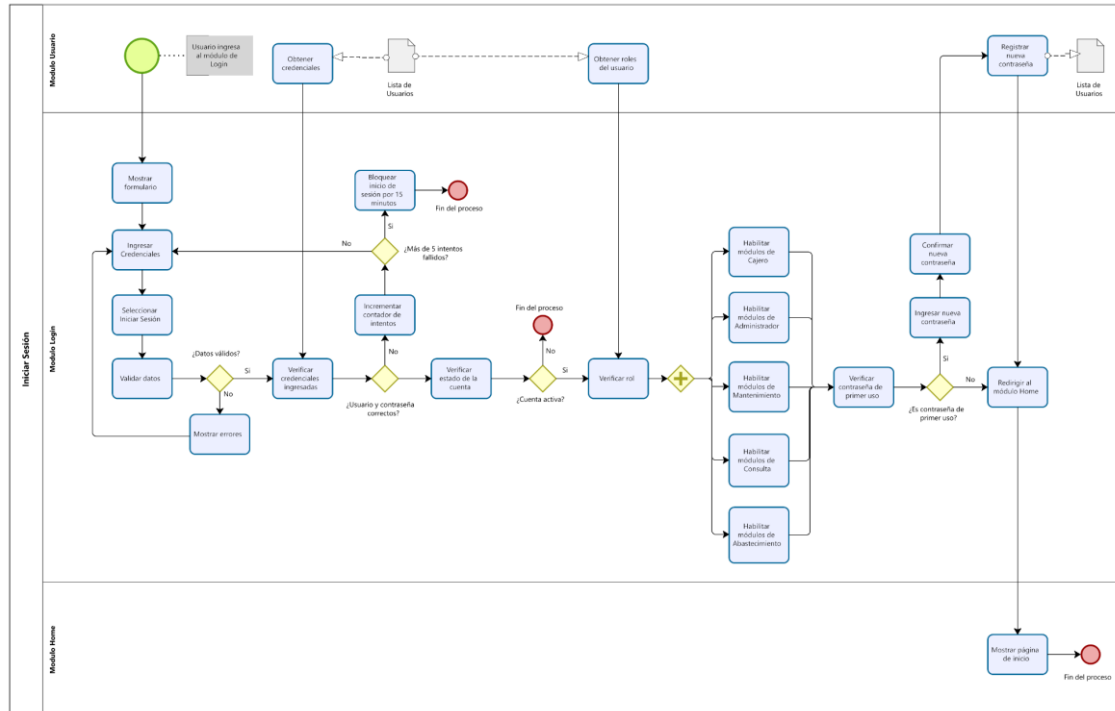 Iniciar Sesión
Modulo Usuario
Usuario ingresa
al módulo de
Login
Obtener
credenciales
Lista de
Usuarios
Obtener roles
del usuario
Registrar
nueva
contraseña
Lista de
Usuarios
Modulo Login
Mostrar
formulario
Bloquear
inicio de
sesión por 15
minutos
Fin del proceso
Si
Ingresar
Credenciales
No
¿Màs de 5 intentos
fallidos?
Habilitar
módulos de
Cajero
Confirmar
nueva
contraseña
Seleccionar
Iniciar Sesión
Incrementar
contador de
intentos
Fin del proceso
Habilitar
módulos de
Administrador
Ingresar nueva
contraseña
¿Datos válidos?
No
No
Si
Validar datos
Si
Verificar
credenciales
ingresadas
Verificar
estado de la
cuenta
Si
Verificar rol
Habilitar
módulos de
Mantenimiento
Verificar
contraseña de
primer uso
No
Redirigir al
módulo Home
No
¿Usuario y contraseña
correctos?
¿Cuenta activa?
¿Es contraseña de
primer uso?
Mostrar errores
Habilitar
módulos de
Consulta
Habilitar
módulos de
Abastecimiento
Modulo Home
Mostrar página
de inicio
Fin del proceso